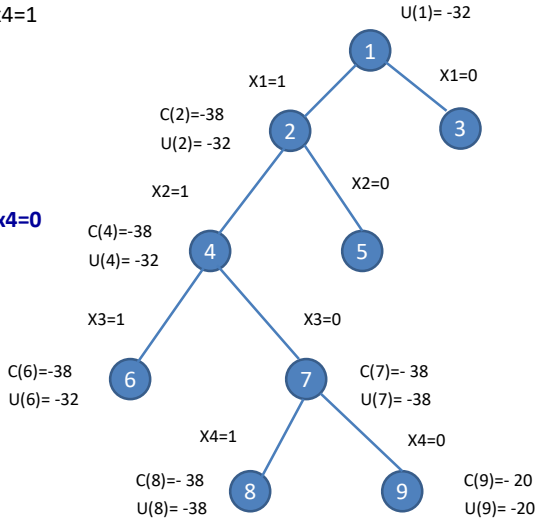 x4=1
U(1)= -32
1
X1=1
X1=0
C(2)=-38
U(2)= -32
2
3
X2=1
X2=0
x4=0
C(4)=-38
U(4)= -32
4
5
X3=1
X3=0
C(6)=-38
U(6)= -32
6
7
C(7)=- 38
U(7)= -38
X4=1
X4=0
C(8)=- 38
U(8)= -38
8
9
C(9)=- 20
U(9)= -20